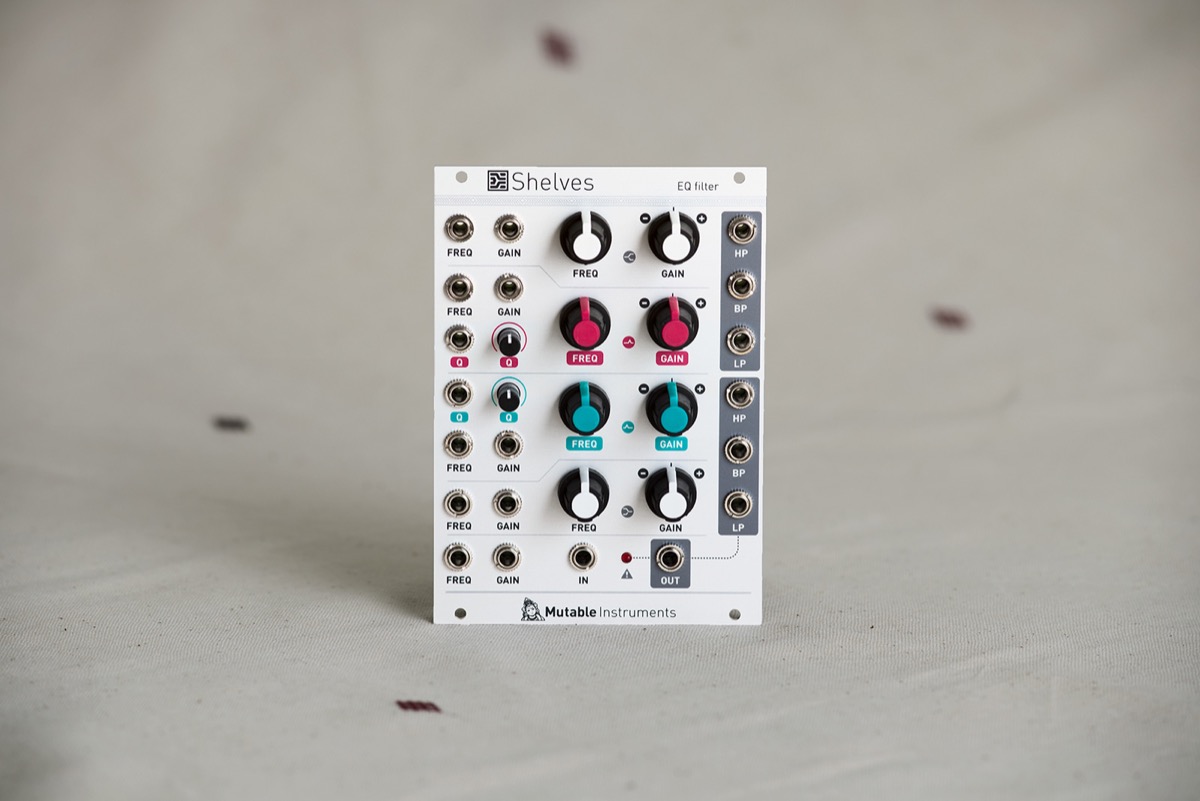 Shelves
EQ filter
FREQ GAIN FREQ - GAIN + HP
FREQ GAIN BP
Q Q FREQ - GAIN + LP
Q Q FREQ - GAIN + HP
FREQ GAIN BP
FREQ GAIN FREQ - GAIN + LP
FREQ GAIN IN ! OUT
Mutable Instruments